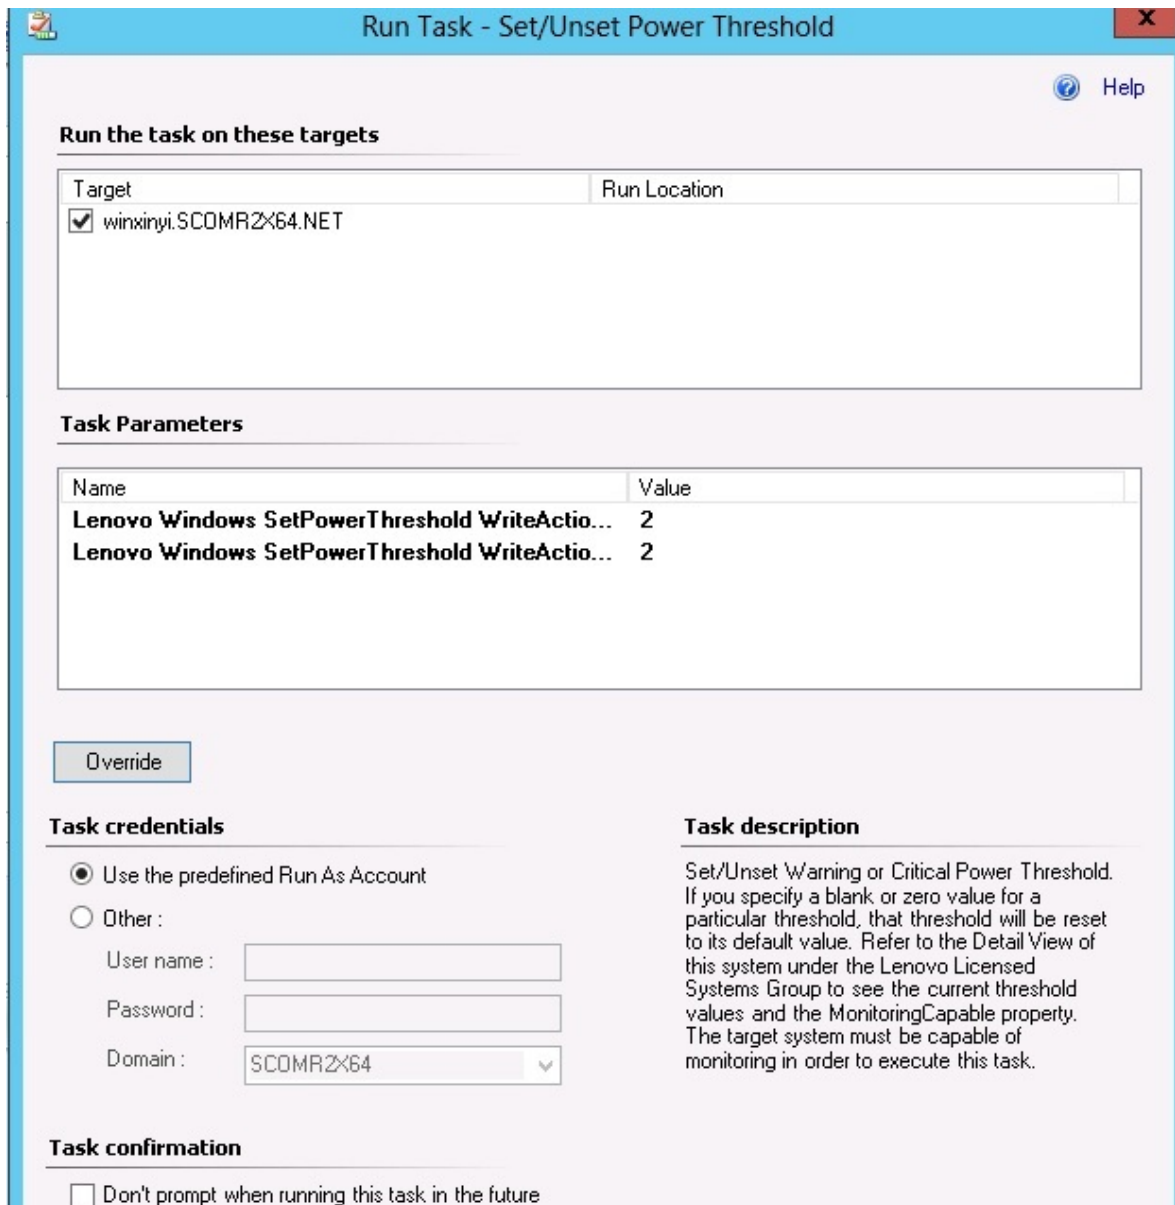 Run Task - Set/Unset Power Threshold
x
Help
Run the task on these targets
Target Run Location
winxinyi.SCOMR2X64.NET
Task Parameters
Name Value
Lenovo Windows SetPowerThreshold WriteActio... 2
Lenovo Windows SetPowerThreshold WriteActio... 2
Override
Task credentials
Use the predefined Run As Account
Other :
User name :
Password :
Domain : SCOMR2X64
Task description
Set/Unset Warning or Critical Power Threshold.
If you specify a blank or zero value for a
particular threshold, that threshold will be reset
to its default value. Refer to the Detail View of
this system under the Lenovo Licensed
Systems Group to see the current threshold
values and the MonitoringCapable property.
The target system must be capable of
monitoring in order to execute this task.
Task confirmation
Don't prompt when running this task in the future